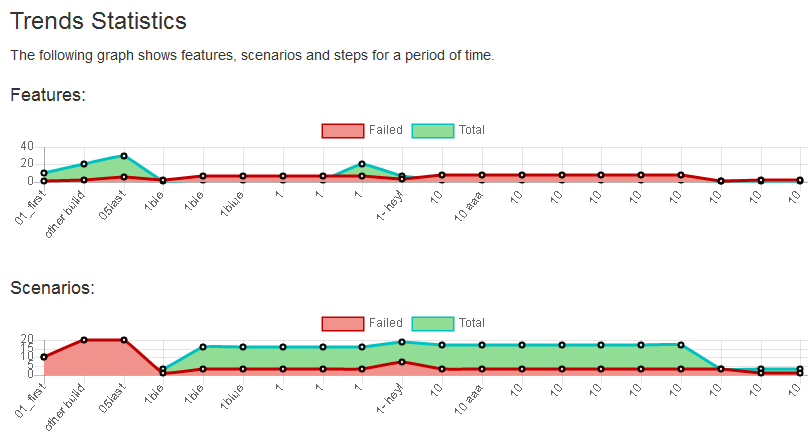 Trends Statistics
The following graph shows features, scenarios and steps for a period of time.
Features:
Failed Total
40
20
0
01_first other build 05last 1ble 1ble 1blue 1 1 1 1- hey! 10 10 aaa 10 10 10 10 10 10 10 10
Scenarios:
Failed Total
20
15
10
5
0
01_first other build 05last 1ble 1ble 1blue 1 1 1 1- hey! 10 10 aaa 10 10 10 10 10 10 10 10